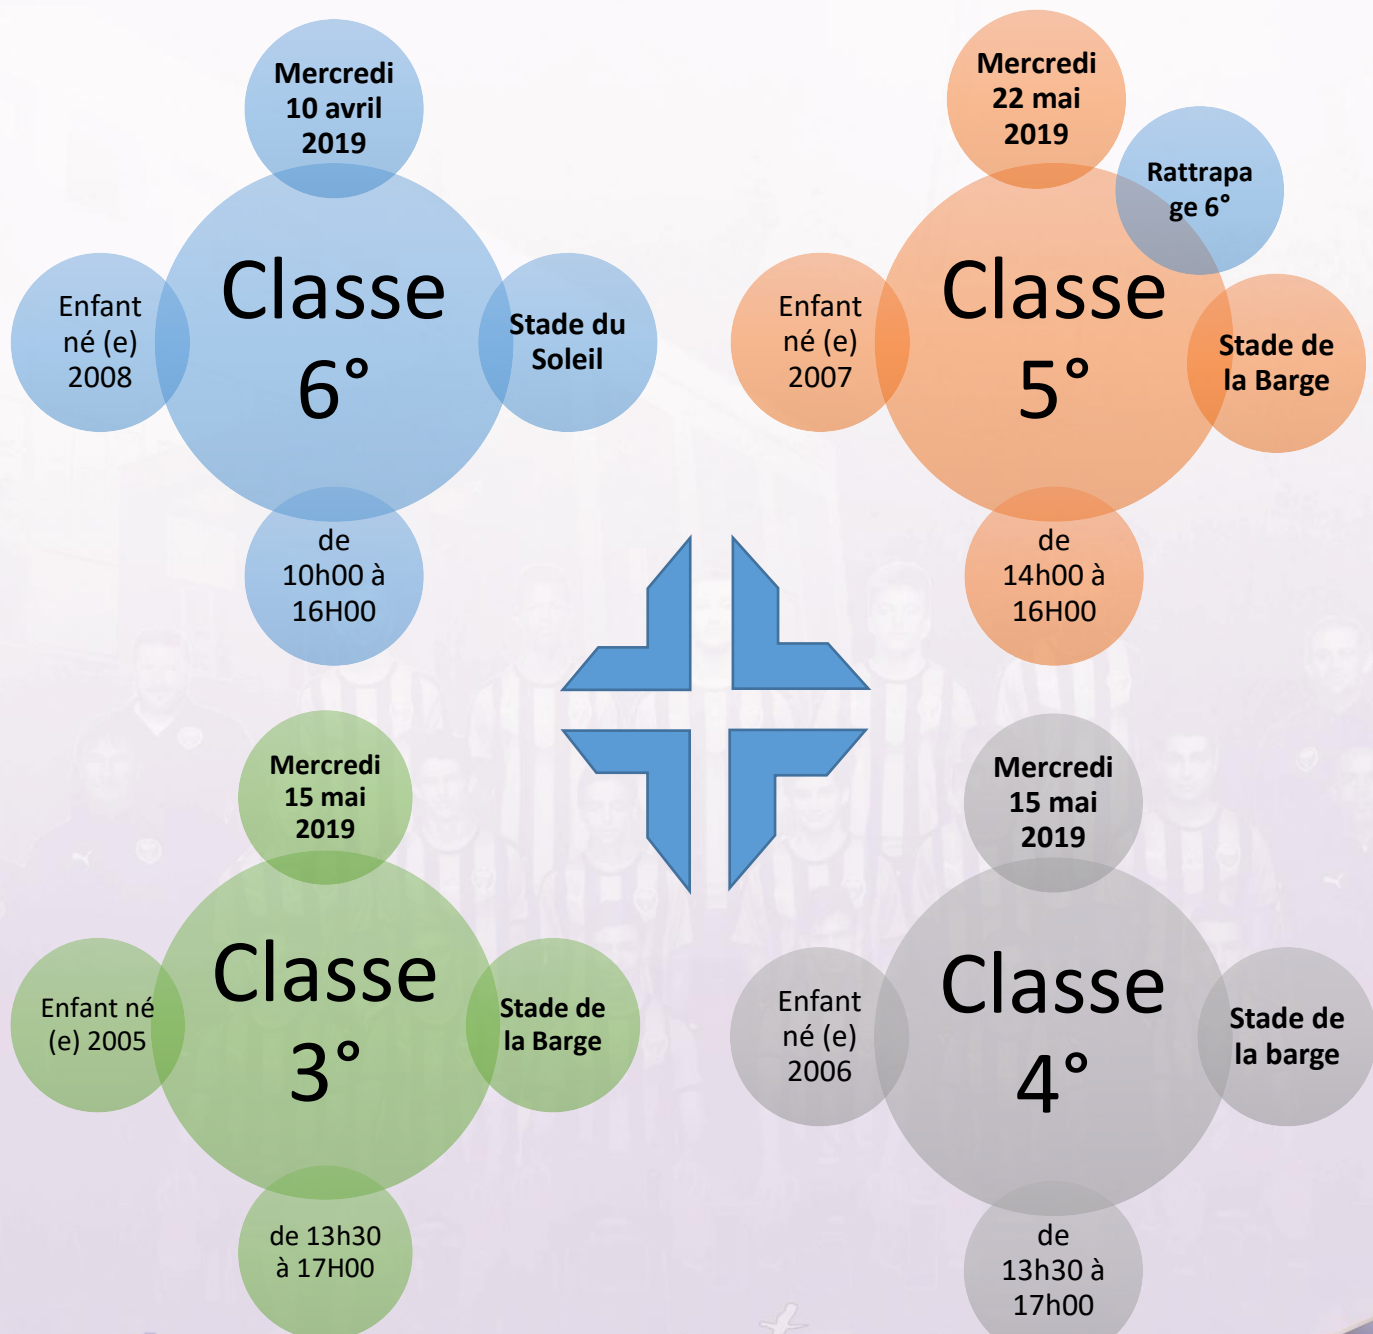 Mercredi
10 avril
2019
Classe
6°
Enfant
né (e)
2008
Stade du
Soleil
de
10h00 à
16H00
Mercredi
22 mai
2019
Rattrapa
ge 6°
Classe
5°
Enfant
né (e)
2007
Stade de
la Barge
de
14h00 à
16H00
Mercredi
15 mai
2019
Classe
3°
Enfant né
(e) 2005
Stade de
la Barge
de 13h30
à 17H00
Mercredi
15 mai
2019
Classe
4°
Enfant
né (e)
2006
Stade de
la barge
de
13h30 à
17h00